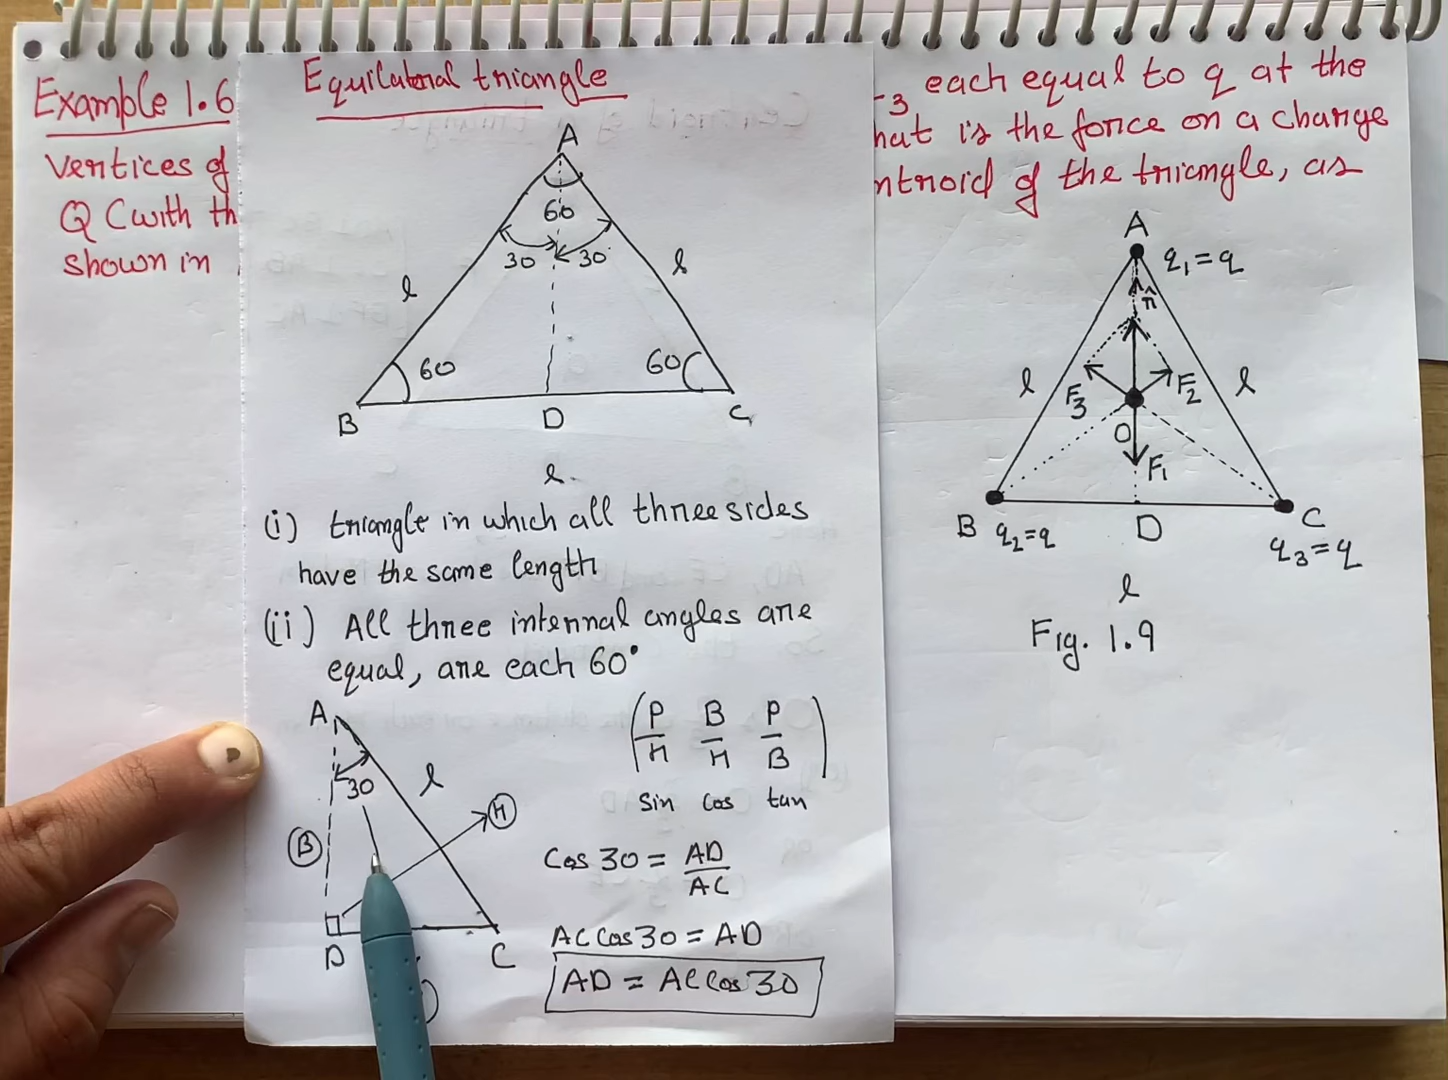 Example 1.6
vertices of
Q (with th
shown in
Equilateral triangle
A
60
30 30
l l
60 60
B D C
l
(i) triangle in which all three sides
have the same length
(ii) All three internal angles are
equal, are each 60°
A
30
l
B
H
D C
P/H B/H P/B
sin cos tan
Cos 30 = AD/AC
AC Cos 30 = AD
AD = AC Cos 30
3 each equal to q at the
hat is the force on a charge
ntroid of the triangle, as
A
q₁ = q
n̂
l l
F₃ F₂
O
F₁
B q₂ = q D C
q₃ = q
l
Fig. 1.9